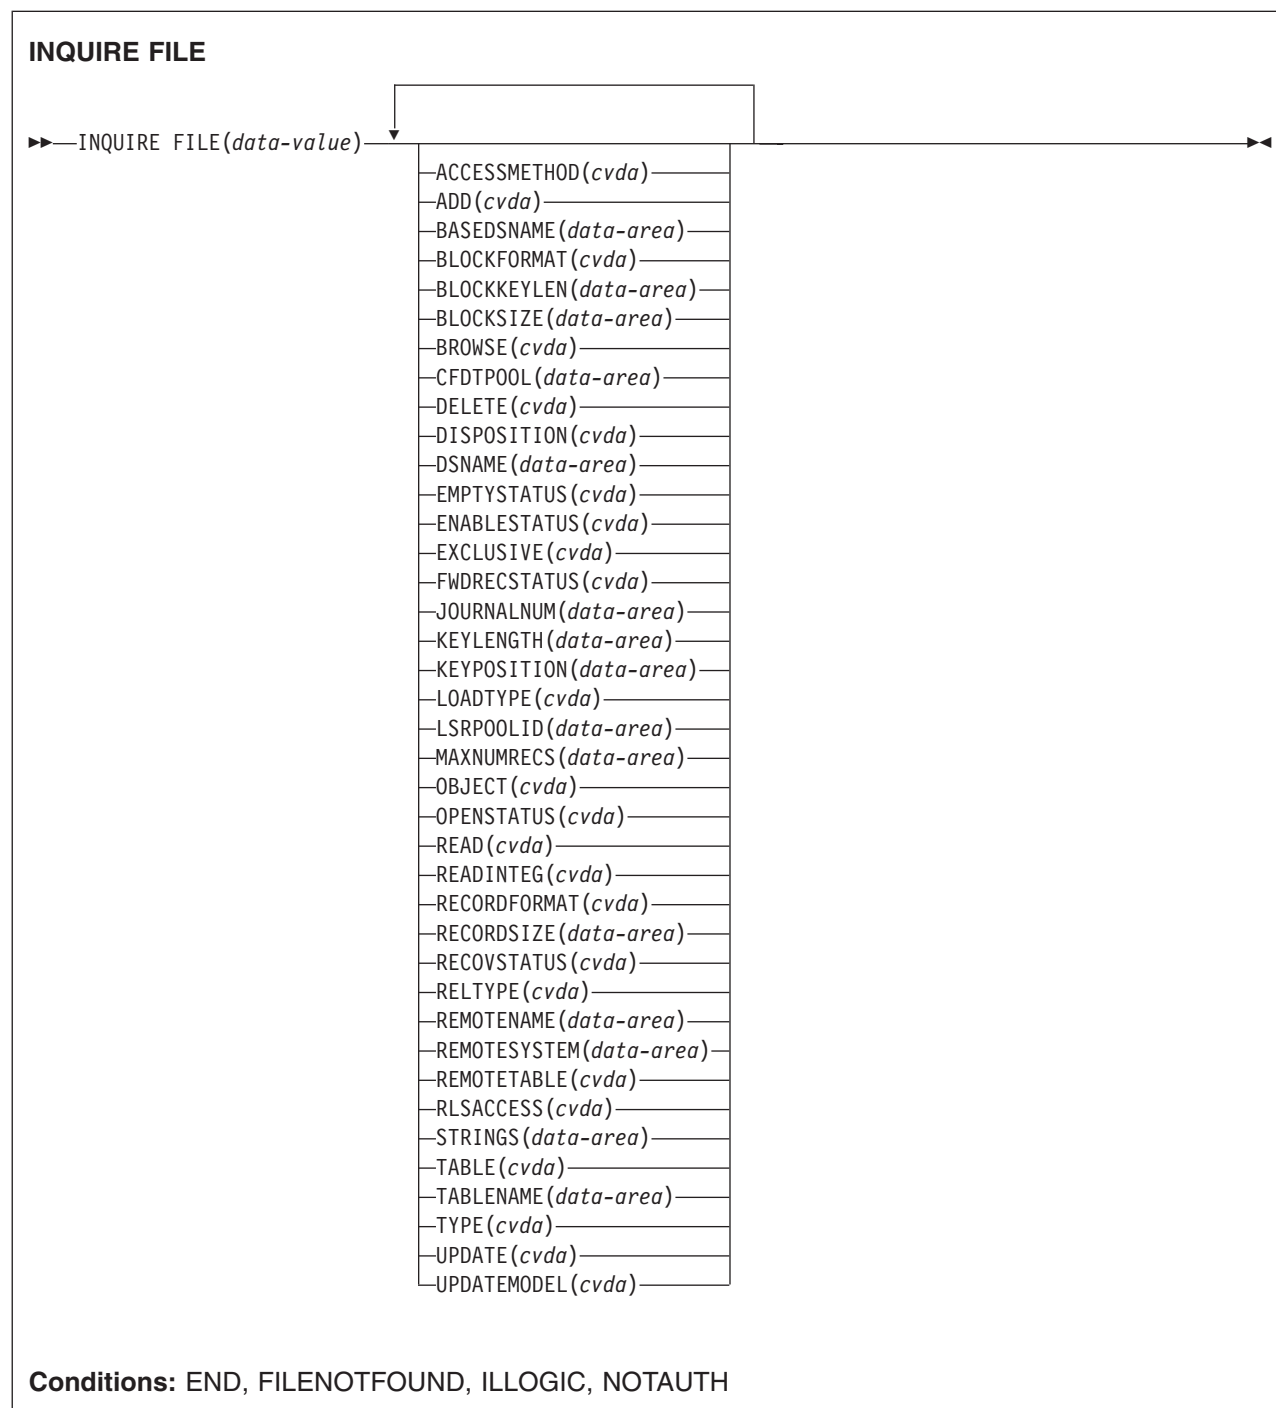 INQUIRE FILE
INQUIRE FILE(data-value)
ACCESSMETHOD(cvda)
ADD(cvda)
BASEDSNAME(data-area)
BLOCKFORMAT(cvda)
BLOCKKEYLEN(data-area)
BLOCKSIZE(data-area)
BROWSE(cvda)
CFDTPOOL(data-area)
DELETE(cvda)
DISPOSITION(cvda)
DSNAME(data-area)
EMPTYSTATUS(cvda)
ENABLESTATUS(cvda)
EXCLUSIVE(cvda)
FWDRECSTATUS(cvda)
JOURNALNUM(data-area)
KEYLENGTH(data-area)
KEYPOSITION(data-area)
LOADTYPE(cvda)
LSRPOOLID(data-area)
MAXNUMRECS(data-area)
OBJECT(cvda)
OPENSTATUS(cvda)
READ(cvda)
READINTEG(cvda)
RECORDFORMAT(cvda)
RECORDSIZE(data-area)
RECOVSTATUS(cvda)
RELTYPE(cvda)
REMOTENAME(data-area)
REMOTESYSTEM(data-area)
REMOTETABLE(cvda)
RLSACCESS(cvda)
STRINGS(data-area)
TABLE(cvda)
TABLENAME(data-area)
TYPE(cvda)
UPDATE(cvda)
UPDATEMODEL(cvda)
Conditions: END, FILENOTFOUND, ILLOGIC, NOTAUTH